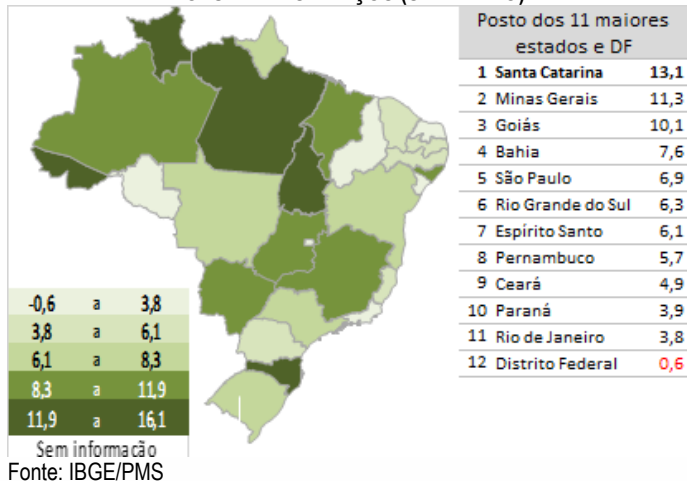 Posto dos 11 maiores
estados e DF
1 Santa Catarina 13,1
2 Minas Gerais 11,3
3 Goiás 10,1
4 Bahia 7,6
5 São Paulo 6,9
6 Rio Grande do Sul 6,3
7 Espírito Santo 6,1
8 Pernambuco 5,7
9 Ceará 4,9
10 Paraná 3,9
11 Rio de Janeiro 3,8
12 Distrito Federal 0,6
-0,6 a 3,8
3,8 a 6,1
6,1 a 8,3
8,3 a 11,9
11,9 a 16,1
Sem informação
Fonte: IBGE/PMS